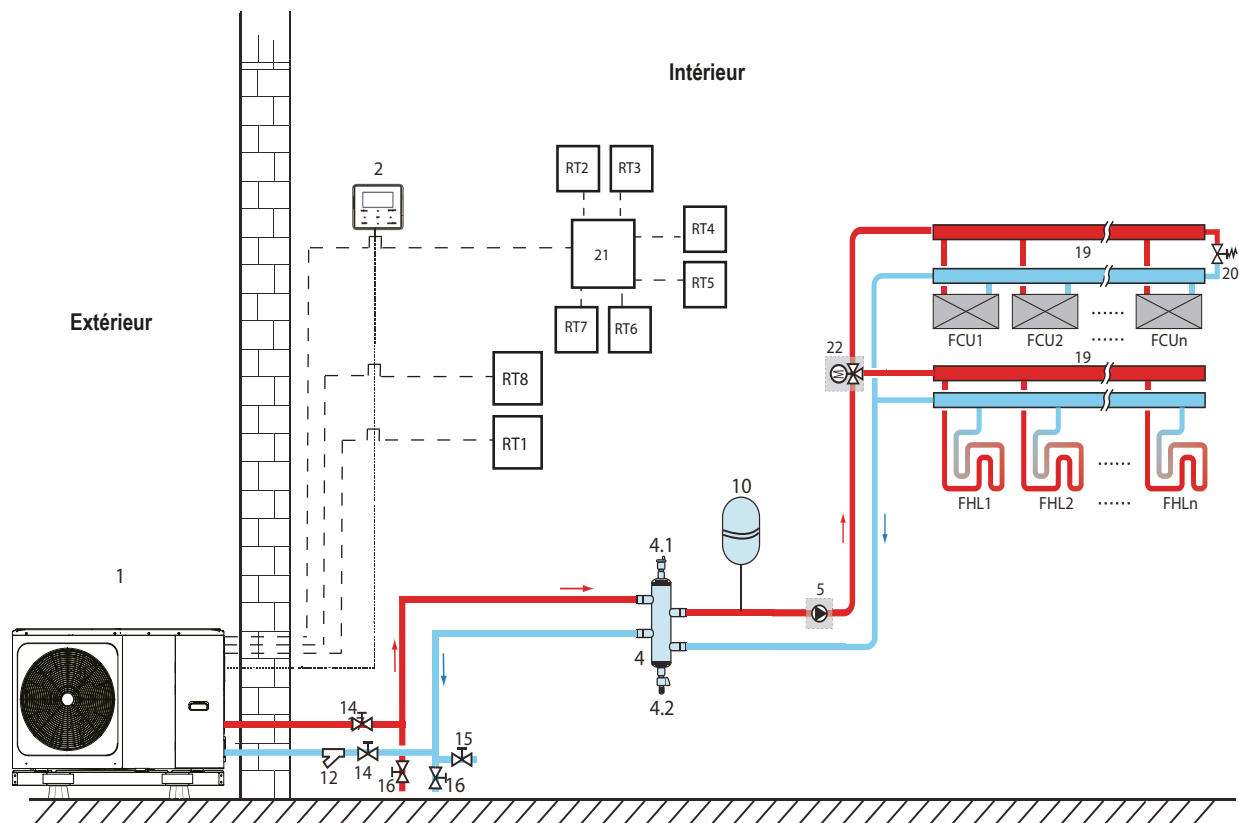 Intérieur
2
RT2
RT3
RT4
21
RT5
RT7
RT6
19
20
FCU1
FCU2
......
......
FCUn
Extérieur
22
19
RT8
RT1
FHL1
FHL2
......
......
FHLn
10
4.1
1
5
4
4.2
14
15
12
14
16
16